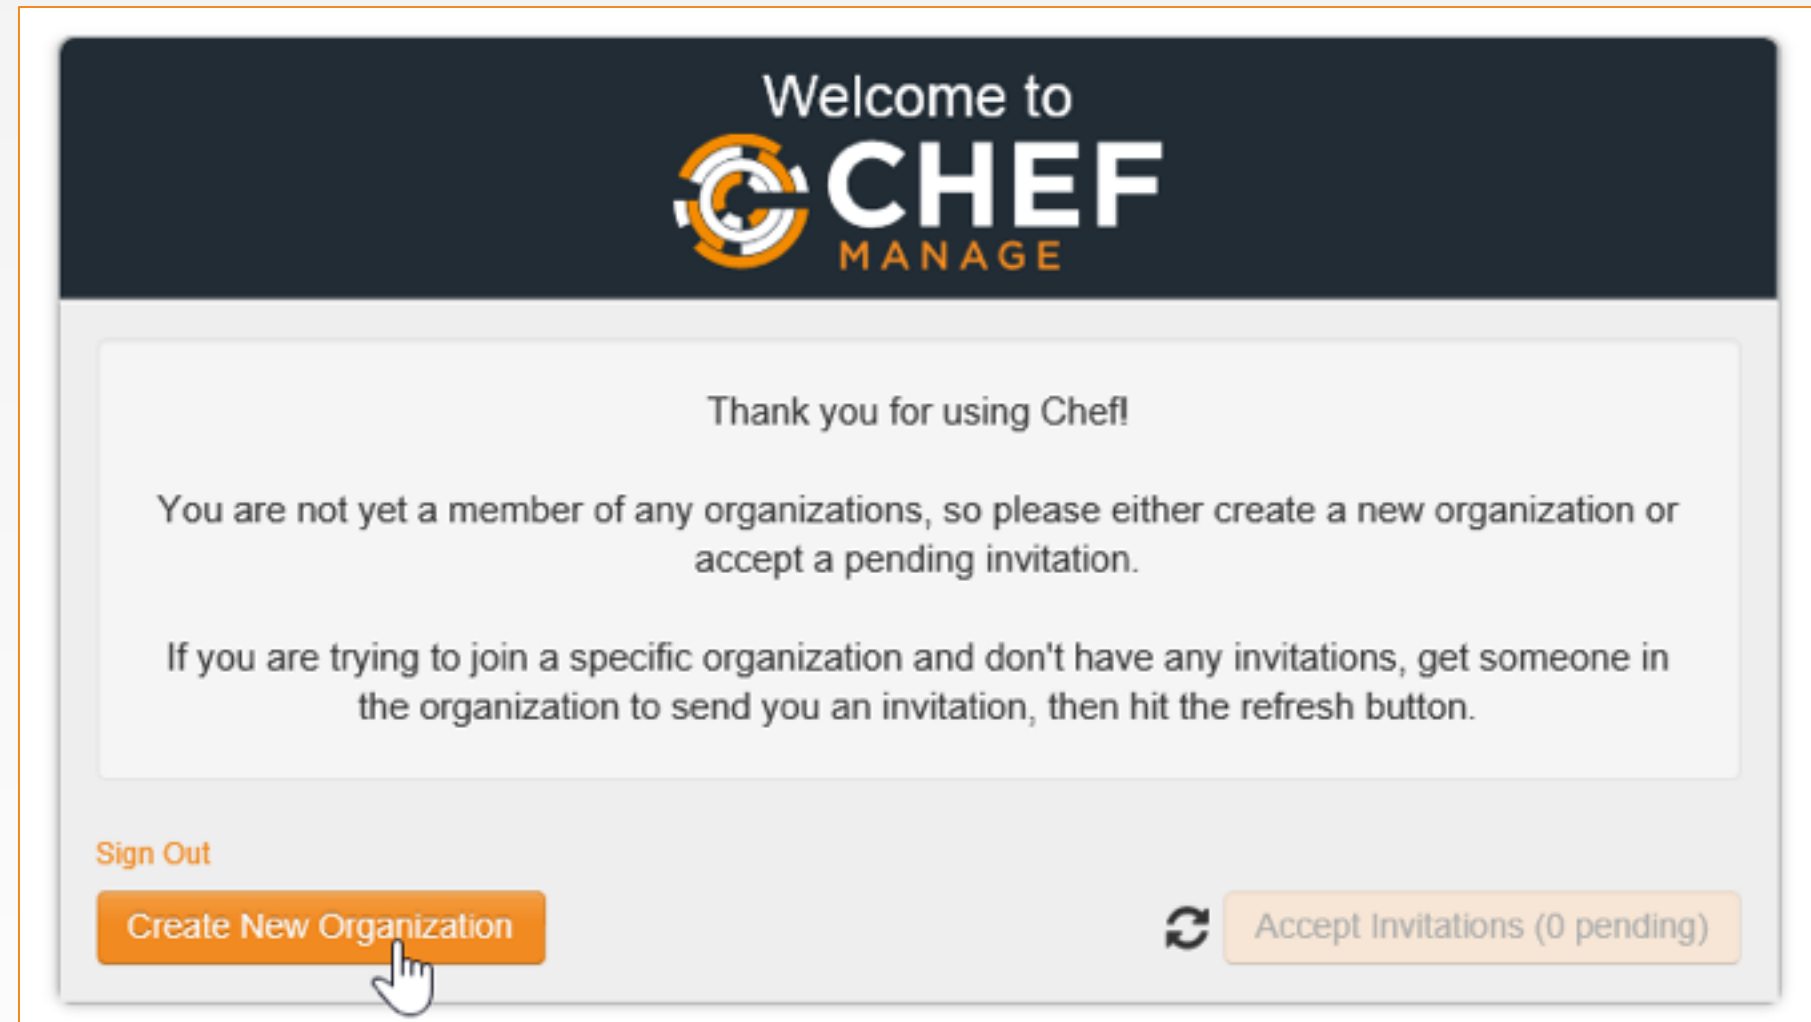 Welcome to
CHEF
MANAGE
Thank you for using Chef!
You are not yet a member of any organizations, so please either create a new organization or
accept a pending invitation.
If you are trying to join a specific organization and don't have any invitations, get someone in
the organization to send you an invitation, then hit the refresh button.
Sign Out
Create New Organization
Accept Invitations (0 pending)